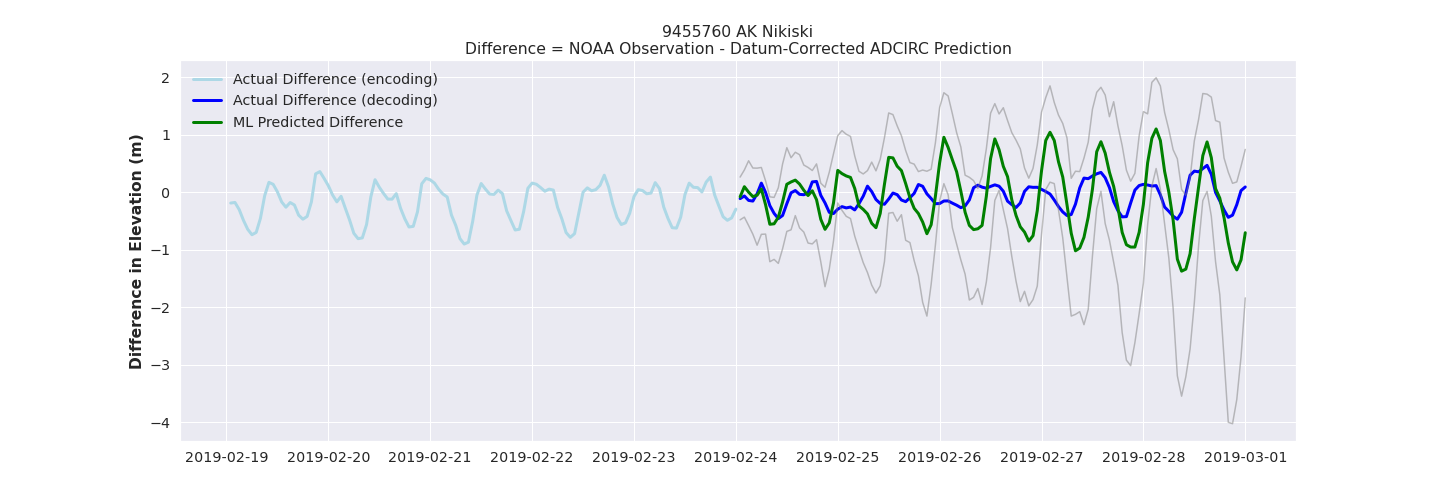 9455760 AK Nikiski
Difference = NOAA Observation - Datum-Corrected ADCIRC Prediction
Actual Difference (encoding)
Actual Difference (decoding)
ML Predicted Difference
Difference in Elevation (m)
2
1
0
−1
−2
−3
−4
2019-02-19 2019-02-20 2019-02-21 2019-02-22 2019-02-23 2019-02-24 2019-02-25 2019-02-26 2019-02-27 2019-02-28 2019-03-01